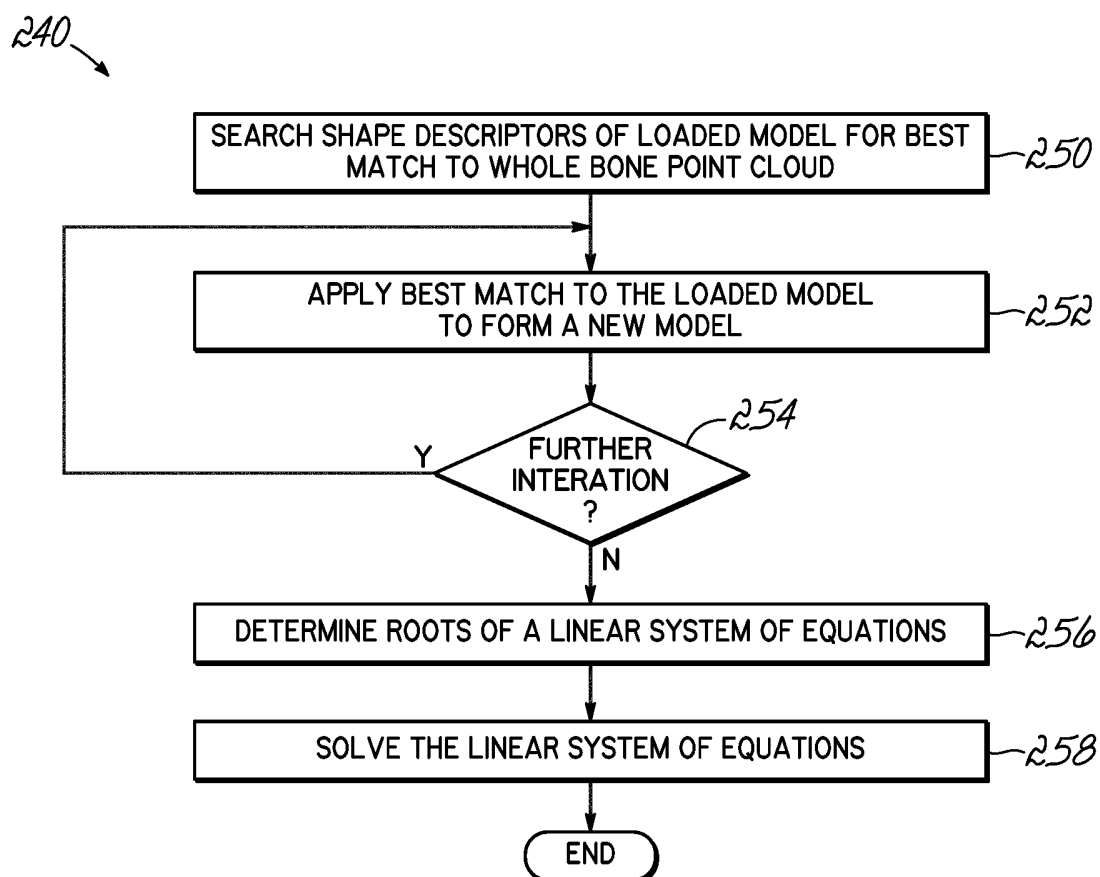 240
SEARCH SHAPE DESCRIPTORS OF LOADED MODEL FOR BEST
MATCH TO WHOLE BONE POINT CLOUD
250
APPLY BEST MATCH TO THE LOADED MODEL
TO FORM A NEW MODEL
252
254
Y
FURTHER
INTERATION
?
N
DETERMINE ROOTS OF A LINEAR SYSTEM OF EQUATIONS
256
SOLVE THE LINEAR SYSTEM OF EQUATIONS
258
END